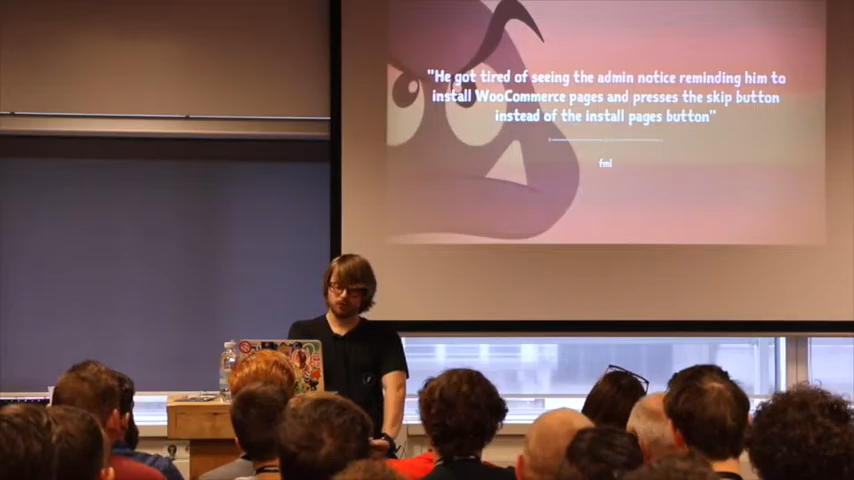 "He got tired of seeing the admin notice reminding him to
install WooCommerce pages and presses the skip button
instead of the install pages button"
fml